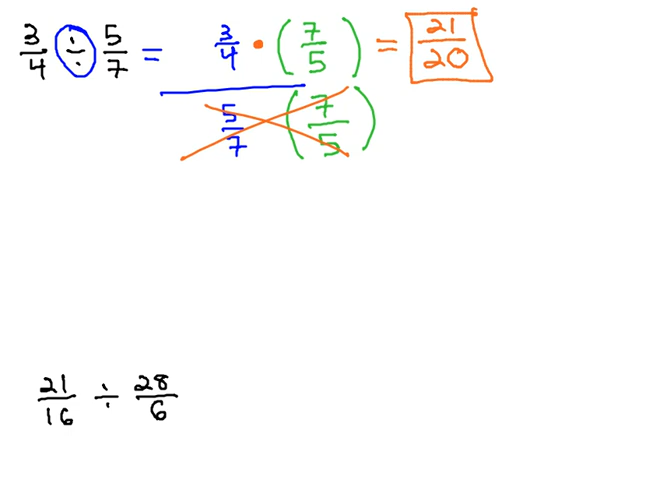 3/4 ÷ 5/7 = (3/4 · (7/5)) / (5/7 (7/5)) = 21/20
21/16 ÷ 28/6